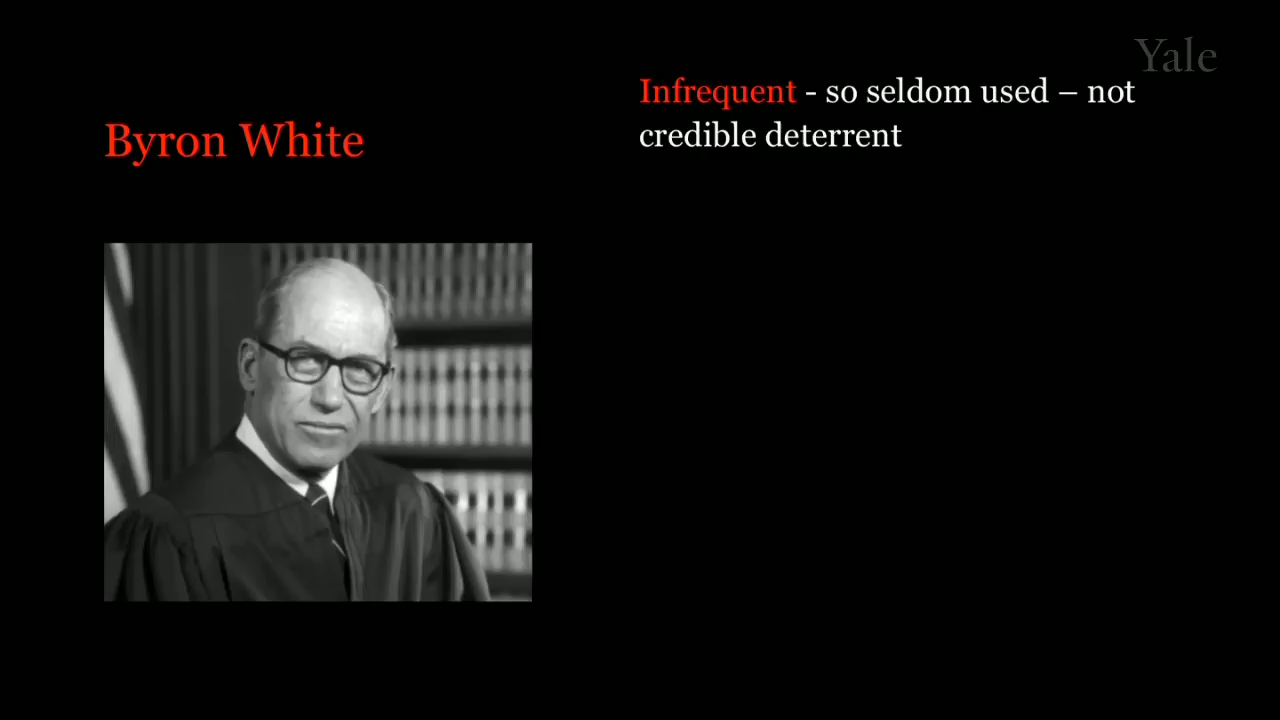 Yale
Infrequent - so seldom used – not
credible deterrent
Byron White